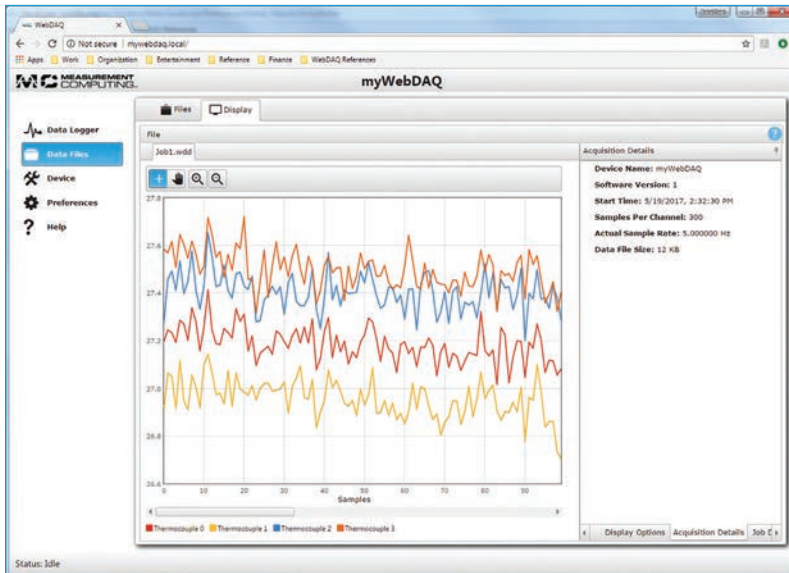 WebDAQ
Not secure | mywebdaq.local/
Apps Work Organization Entertainment Reference Finance WebDAQ References
MC MEASUREMENT COMPUTING.
myWebDAQ
Files Display
Data Logger
Data Files
Device
Preferences
? Help
File
Job1.wdd
27.8
27.6
27.4
27.2
27.0
26.8
26.6
0 10 20 30 40 50 60 70 80 90
Samples
Thermocouple 0 Thermocouple 1 Thermocouple 2 Thermocouple 3
Acquisition Details
Device Name: myWebDAQ
Software Version: 1
Start Time: 5/19/2017, 2:32:30 PM
Samples Per Channel: 300
Actual Sample Rate: 5.000000 Hz
Data File Size: 12 KB
Display Options Acquisition Details Job D
Status: Idle